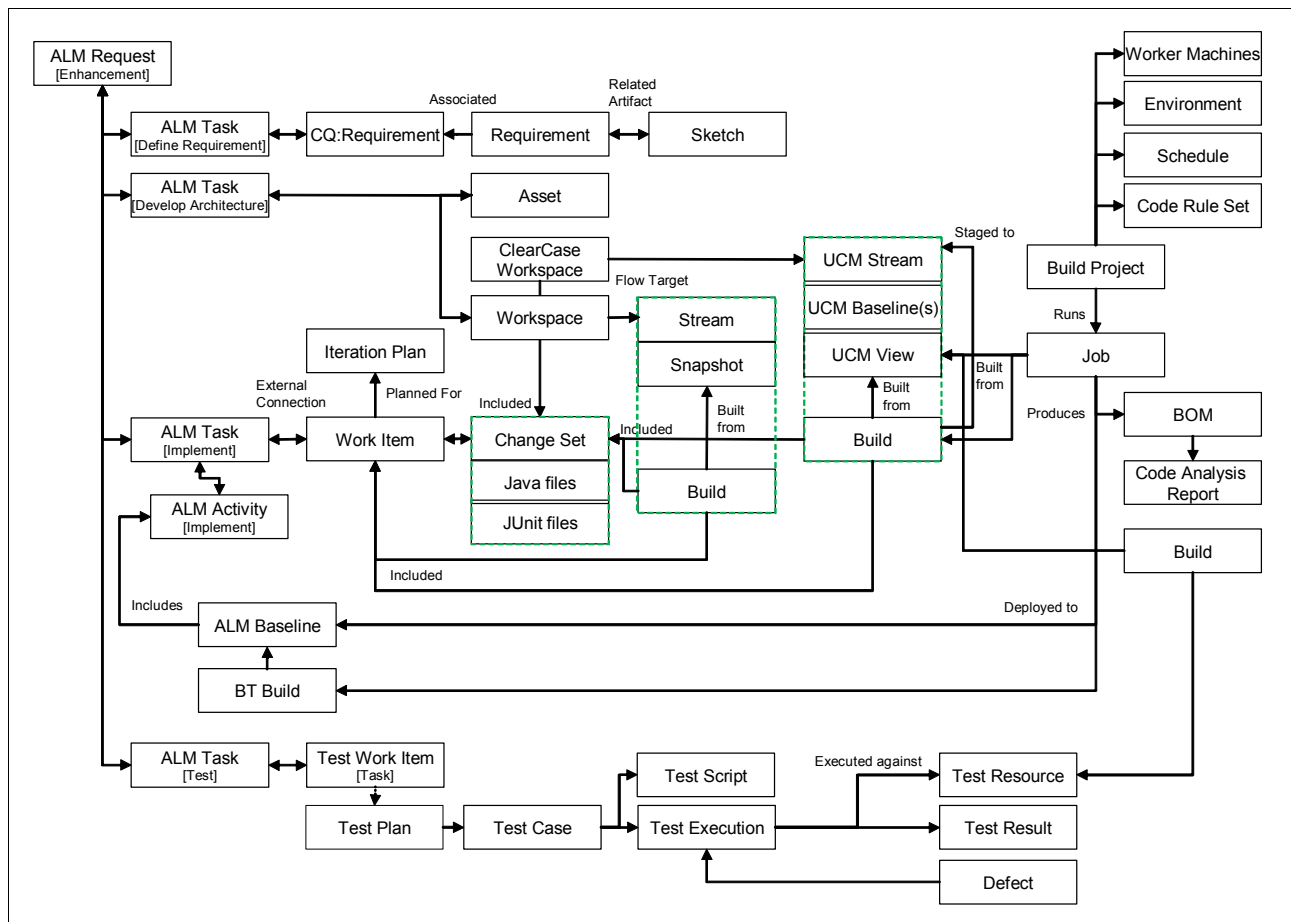 ALM Request
[Enhancement]
Worker Machines
Environment
Schedule
Code Rule Set
Build Project
Runs
Job
Associated
Related
Artifact
ALM Task
[Define Requirement]
CQ:Requirement
Requirement
Sketch
ALM Task
[Develop Architecture]
Asset
ClearCase
Workspace
Flow Target
Workspace
Staged to
UCM Stream
UCM Baseline(s)
UCM View
Built
from
Built
from
Build
Stream
Snapshot
Built
from
Build
Iteration Plan
External
Connection
Planned For
Included
Included
ALM Task
[Implement]
Work Item
Change Set
Java files
JUnit files
ALM Activity
[Implement]
Produces
BOM
Code Analysis
Report
Build
Included
Includes
Deployed to
ALM Baseline
BT Build
ALM Task
[Test]
Test Work Item
[Task]
Test Script
Executed against
Test Resource
Test Plan
Test Case
Test Execution
Test Result
Defect